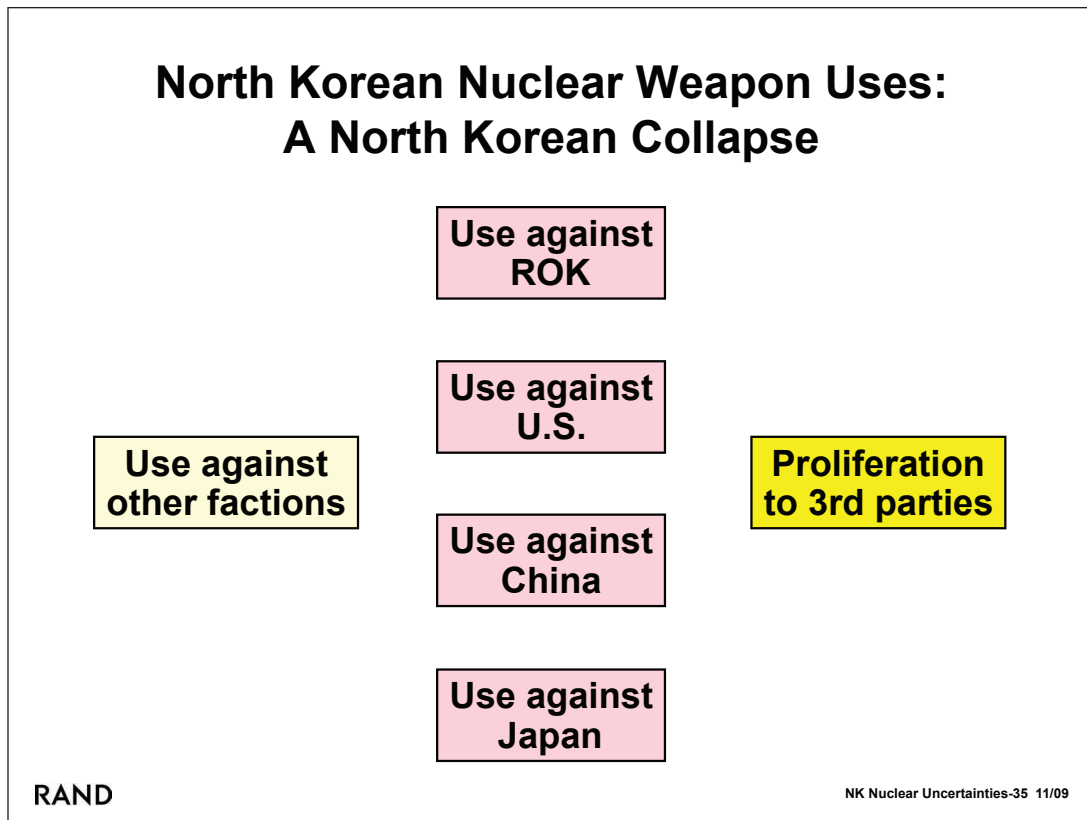 North Korean Nuclear Weapon Uses:
A North Korean Collapse
Use against
ROK
Use against
U.S.
Use against
other factions
Proliferation
to 3rd parties
Use against
China
Use against
Japan
RAND
NK Nuclear Uncertainties-35 11/09